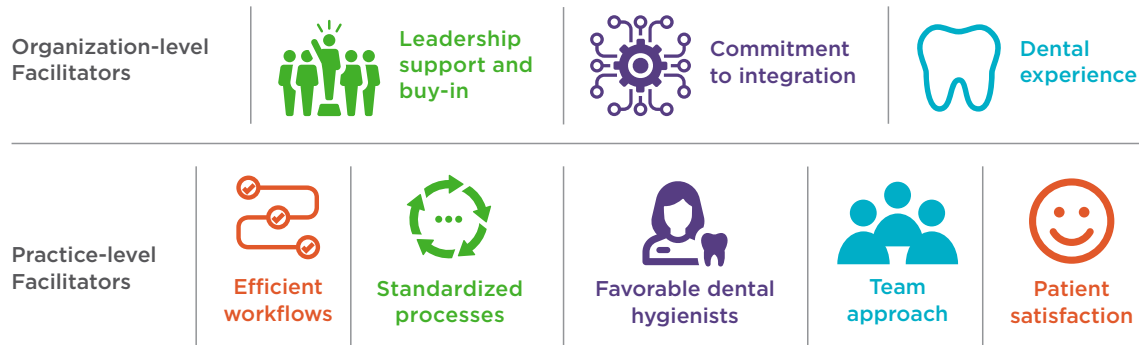 Organization-level
Facilitators
Leadership
support and
buy-in
Commitment
to integration
Dental
experience
Practice-level
Facilitators
Efficient
workflows
Standardized
processes
Favorable dental
hygienists
Team
approach
Patient
satisfaction